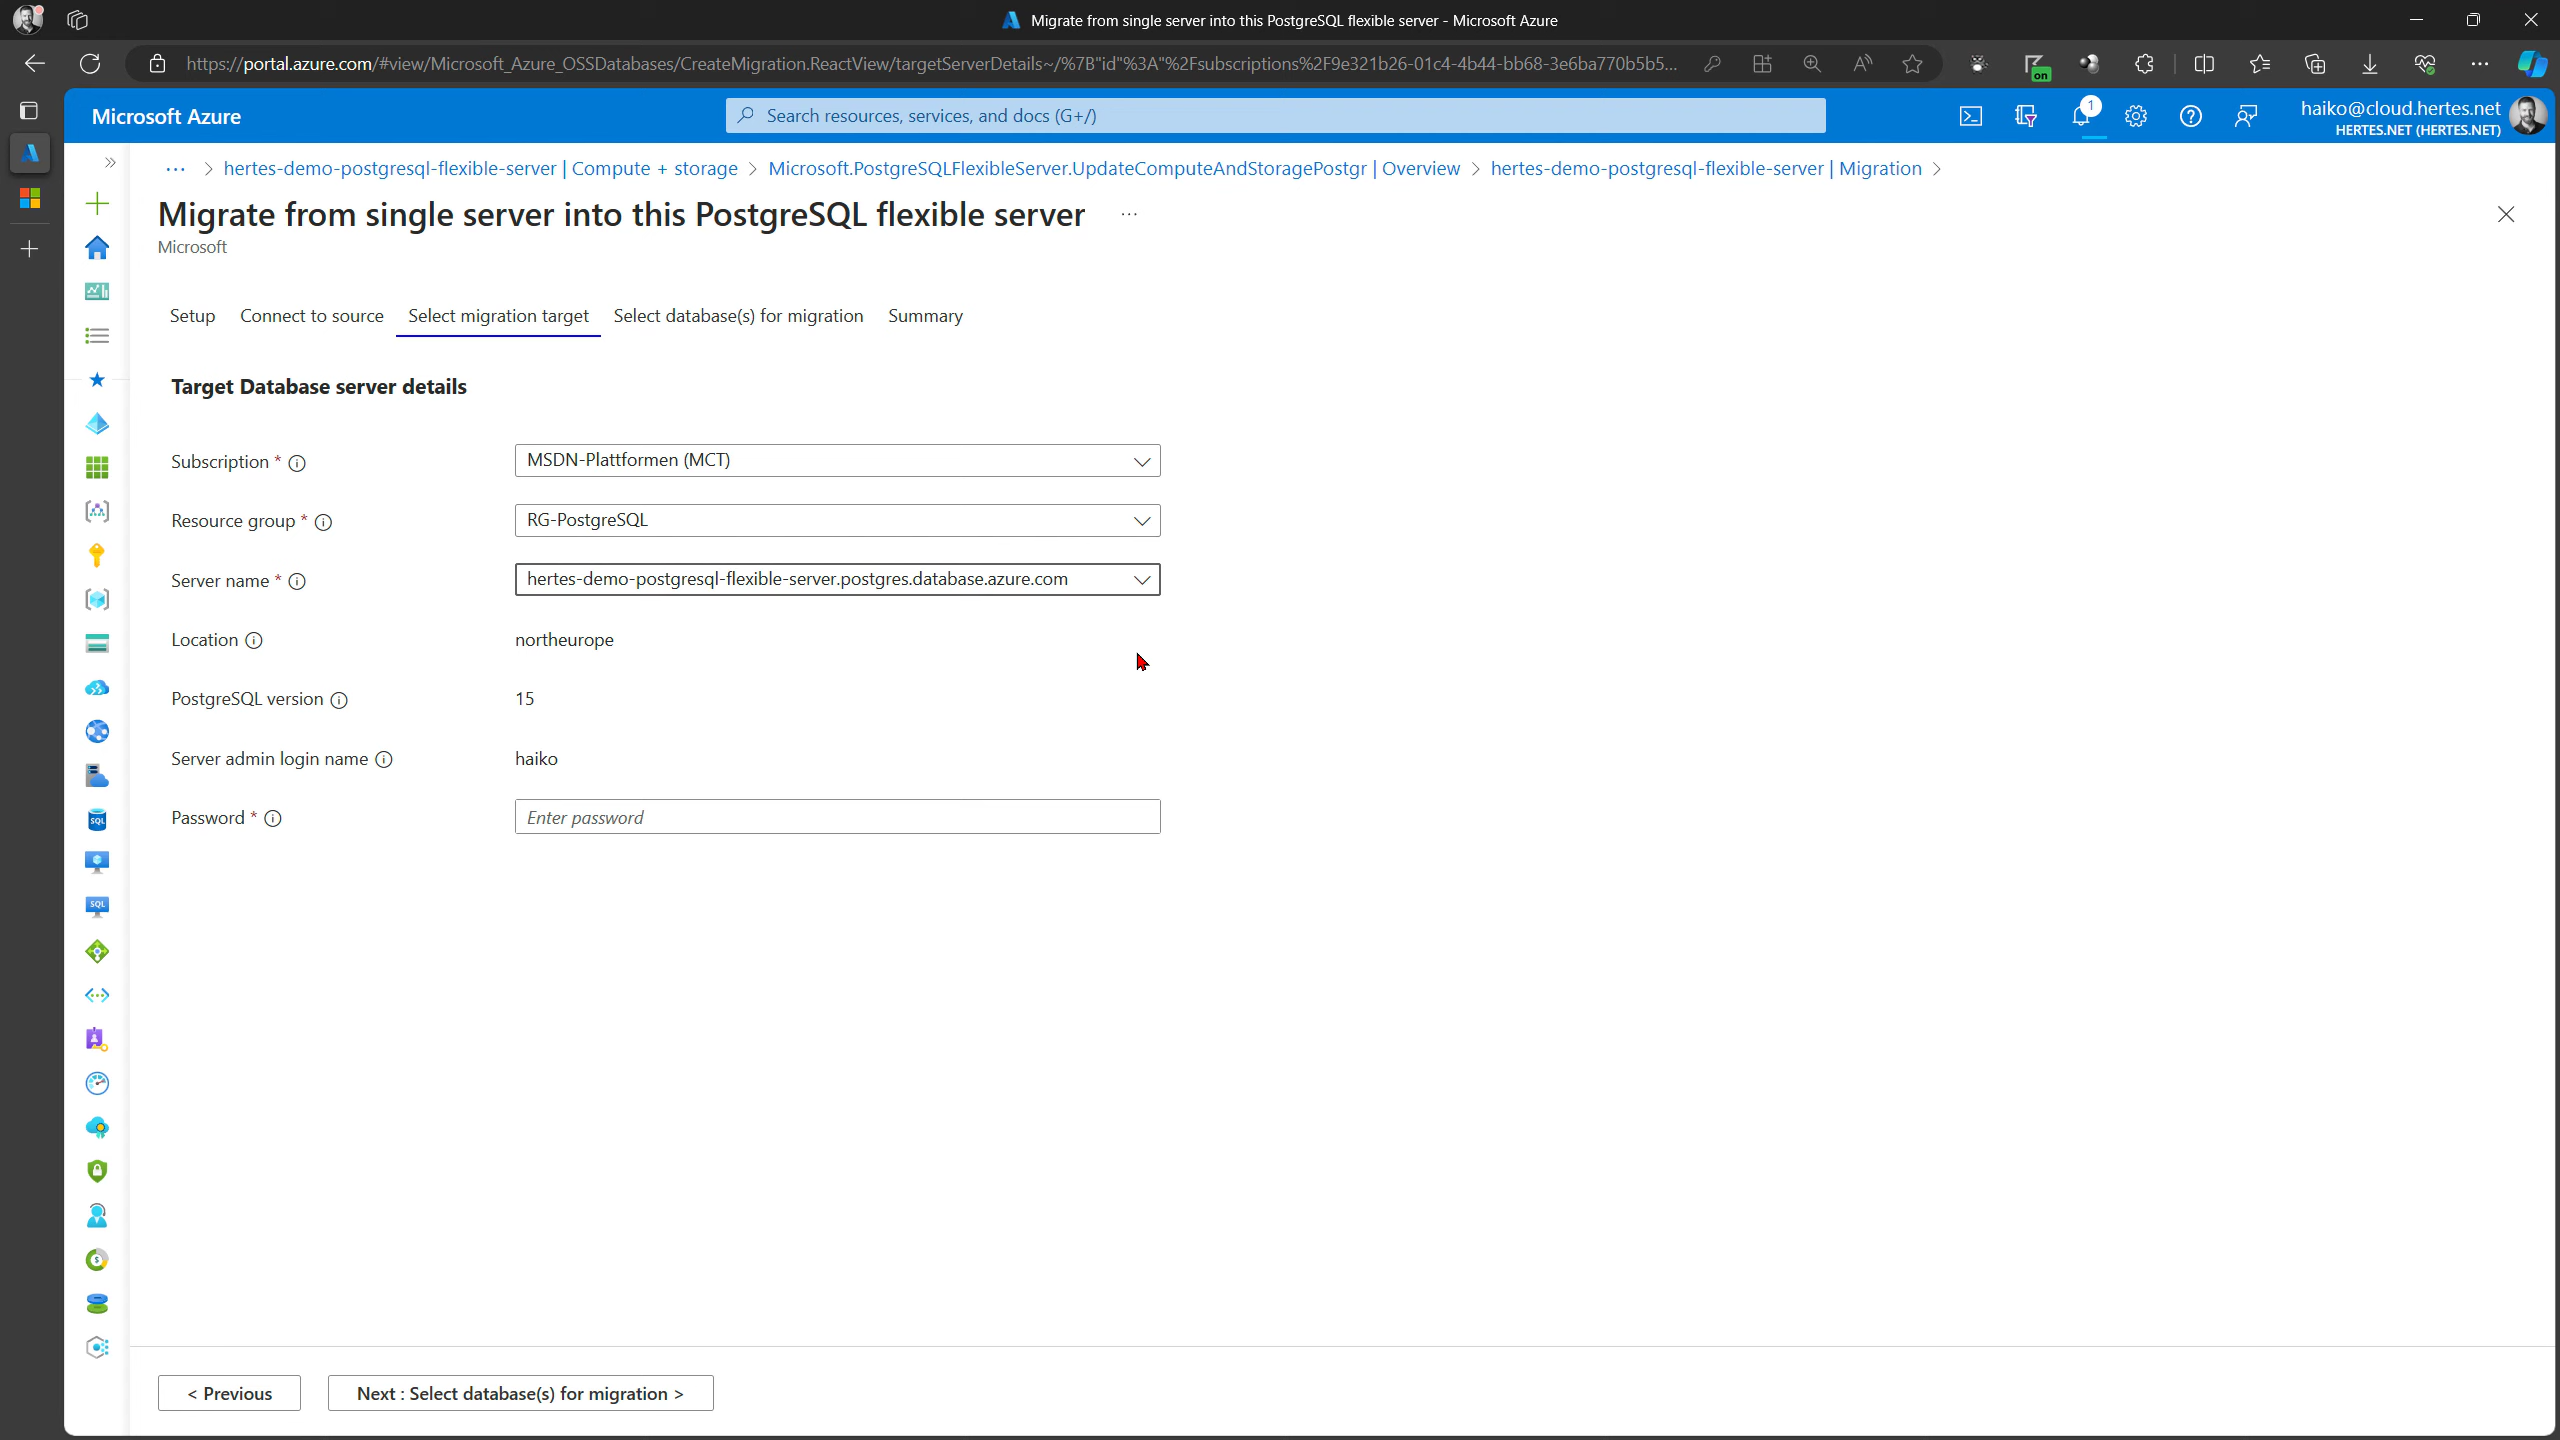 Migrate from single server into this PostgreSQL flexible server - Microsoft Azure
https://portal.azure.com/#view/Microsoft_Azure_OSSDatabases/CreateMigration.ReactView/targetServerDetails~/%7B"id"%3A"%2Fsubscriptions%2F9e321b26-01c4-4b44-bb68-3e6ba770b5b5...
on
Microsoft Azure
Search resources, services, and docs (G+/)
1
haiko@cloud.hertes.net
HERTES.NET (HERTES.NET)
... > hertes-demo-postgresql-flexible-server | Compute + storage > Microsoft.PostgreSQLFlexibleServer.UpdateComputeAndStoragePostgr | Overview > hertes-demo-postgresql-flexible-server | Migration >
Migrate from single server into this PostgreSQL flexible server ...
Microsoft
Setup Connect to source Select migration target Select database(s) for migration Summary
Target Database server details
Subscription * MSDN-Plattformen (MCT)
Resource group * RG-PostgreSQL
Server name * hertes-demo-postgresql-flexible-server.postgres.database.azure.com
Location northeurope
PostgreSQL version 15
Server admin login name haiko
Password * Enter password
SQL
SQL
< Previous Next : Select database(s) for migration >